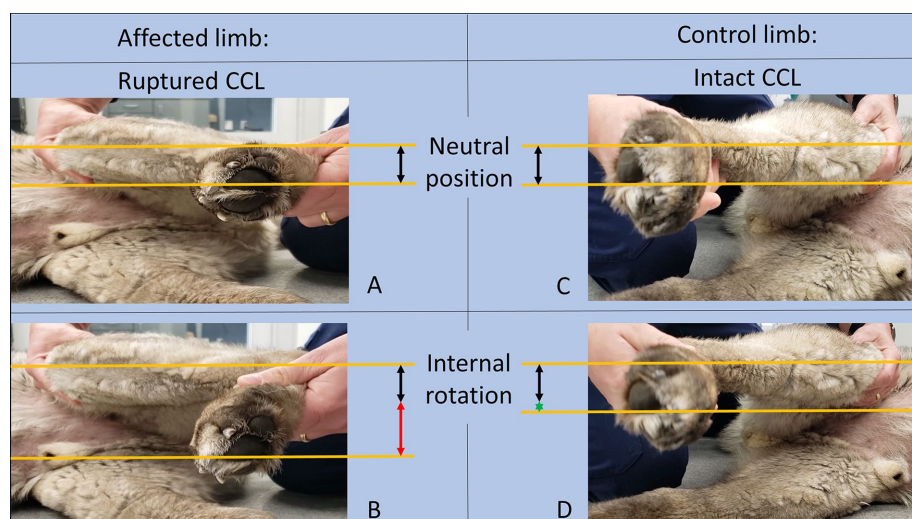 Affected limb:
Control limb:
Ruptured CCL
Intact CCL
Neutral
position
A
C
Internal
rotation
B
D